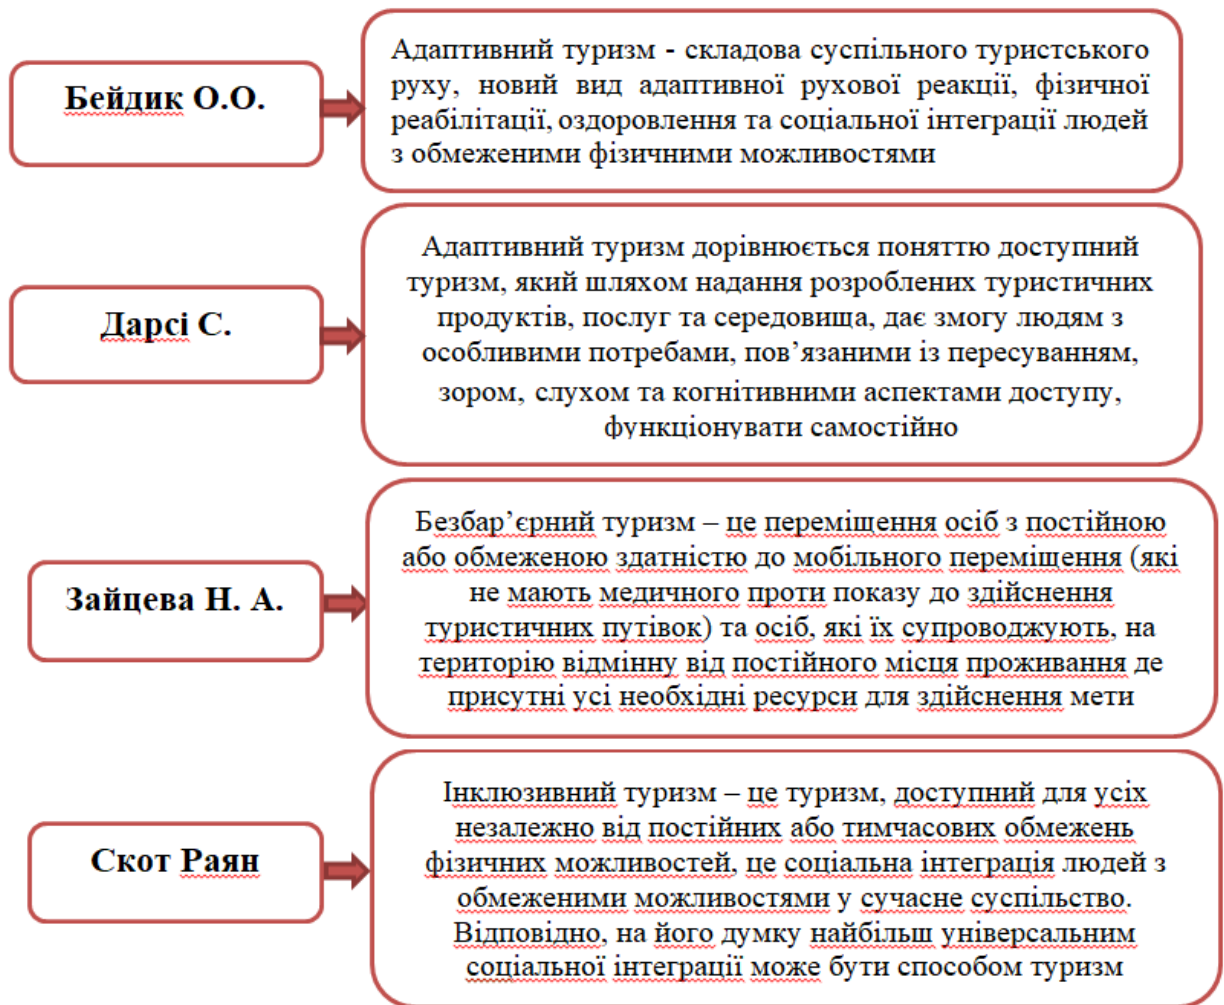 Бейдик О.О.
Адаптивний туризм - складова суспільного туристського
руху, новий вид адаптивної рухової реакції, фізичної
реабілітації, оздоровлення та соціальної інтеграції людей
з обмеженими фізичними можливостями
Дарсі С.
Адаптивний туризм дорівнюється поняттю доступний
туризм, який шляхом надання розроблених туристичних
продуктів, послуг та середовища, дає змогу людям з
особливими потребами, пов’язаними із пересуванням,
зором, слухом та когнітивними аспектами доступу,
функціонувати самостійно
Зайцева Н. А.
Безбар’єрний туризм – це переміщення осіб з постійною
або обмеженою здатністю до мобільного переміщення (які
не мають медичного проти показу до здійснення
туристичних путівок) та осіб, які їх супроводжують, на
територію відмінну від постійного місця проживання де
присутні усі необхідні ресурси для здійснення мети
Скот Раян
Інклюзивний туризм – це туризм, доступний для усіх
незалежно від постійних або тимчасових обмежень
фізичних можливостей, це соціальна інтеграція людей з
обмеженими можливостями у сучасне суспільство.
Відповідно, на його думку найбільш універсальним
соціальної інтеграції може бути способом туризм